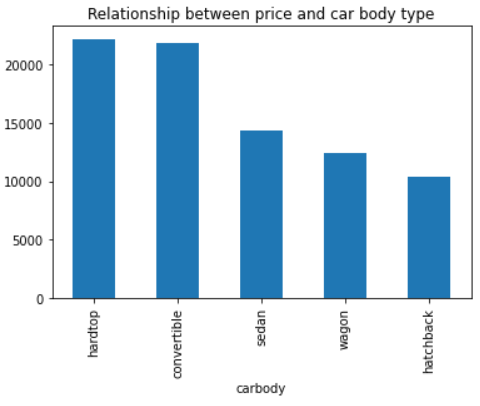 Relationship between price and car body type
20000
15000
10000
5000
0
hardtop
convertible
sedan
wagon
hatchback
carbody